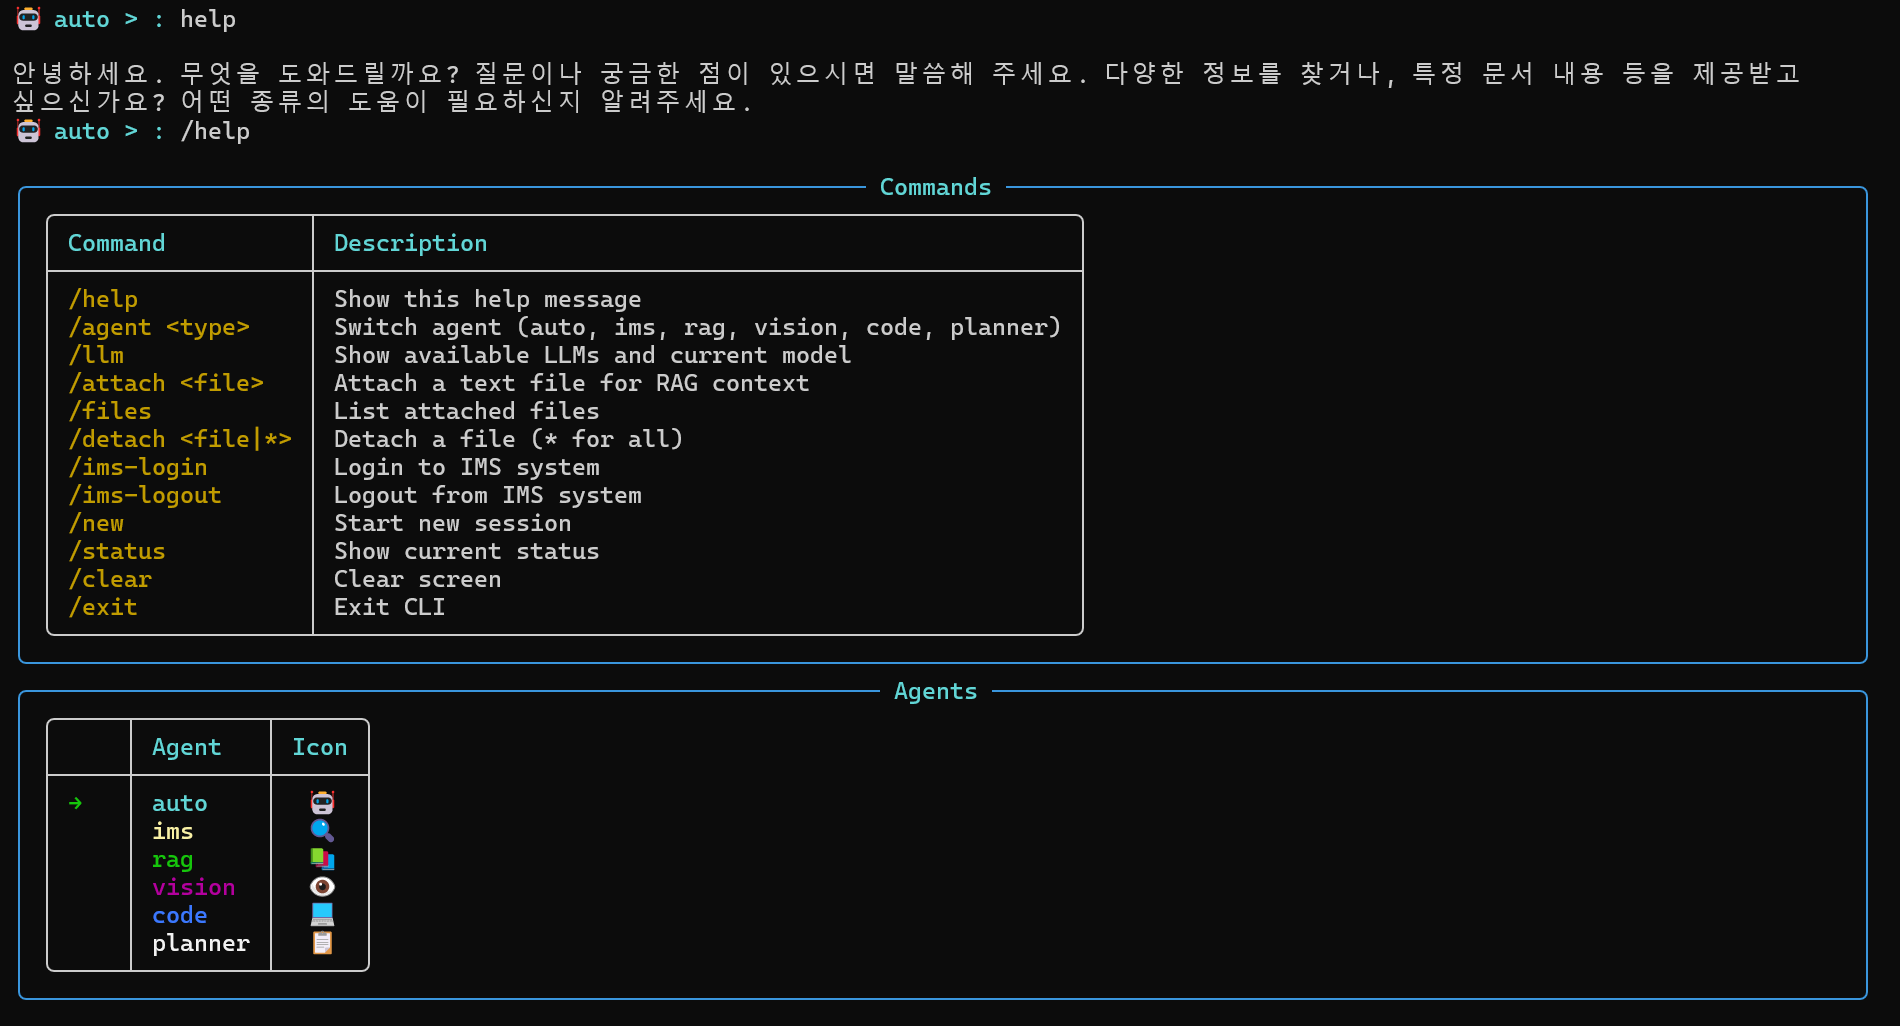 auto > : help
안녕하세요. 무엇을 도와드릴까요? 질문이나 궁금한 점이 있으시면 말씀해 주세요. 다양한 정보를 찾거나, 특정 문서 내용 등을 제공받고
싶으신가요? 어떤 종류의 도움이 필요하신지 알려주세요.
auto > : /help
Commands
Command Description
/help Show this help message
/agent <type> Switch agent (auto, ims, rag, vision, code, planner)
/llm Show available LLMs and current model
/attach <file> Attach a text file for RAG context
/files List attached files
/detach <file|*> Detach a file (* for all)
/ims-login Login to IMS system
/ims-logout Logout from IMS system
/new Start new session
/status Show current status
/clear Clear screen
/exit Exit CLI
Agents
Agent Icon
→ auto
ims
rag
vision
code
planner